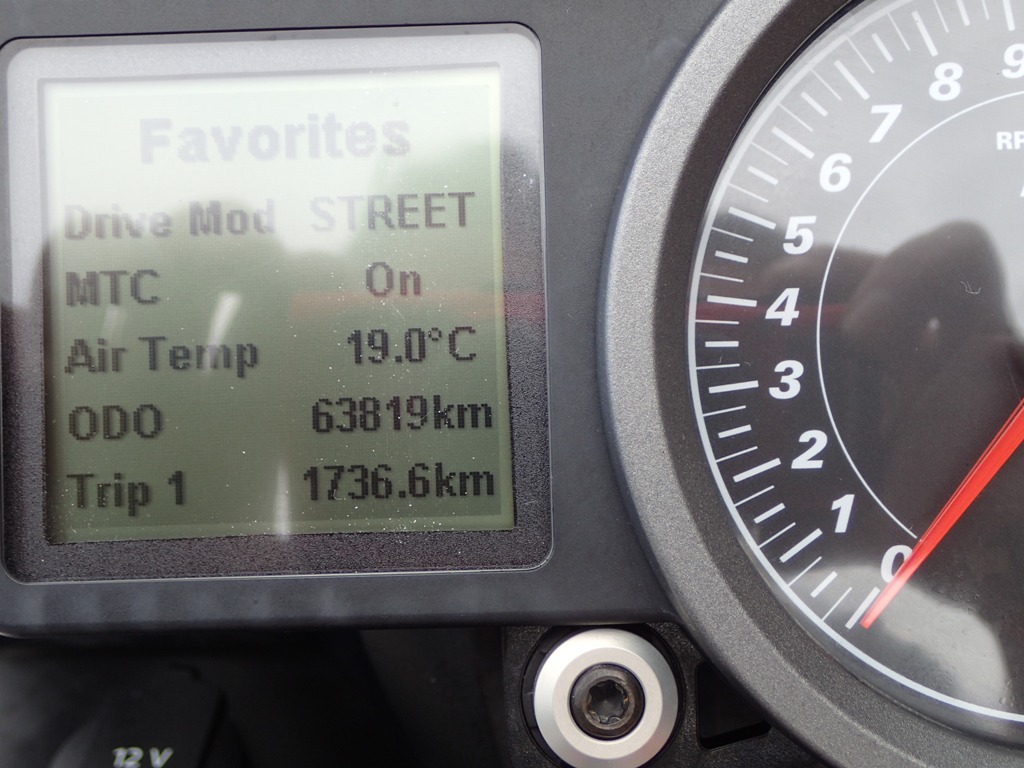 Favorites
Drive Mod STREET
MTC On
Air Temp 19.0°C
ODO 63819km
Trip 1 1736.6km
9
8
7
6
5
4
3
2
1
0
12 V